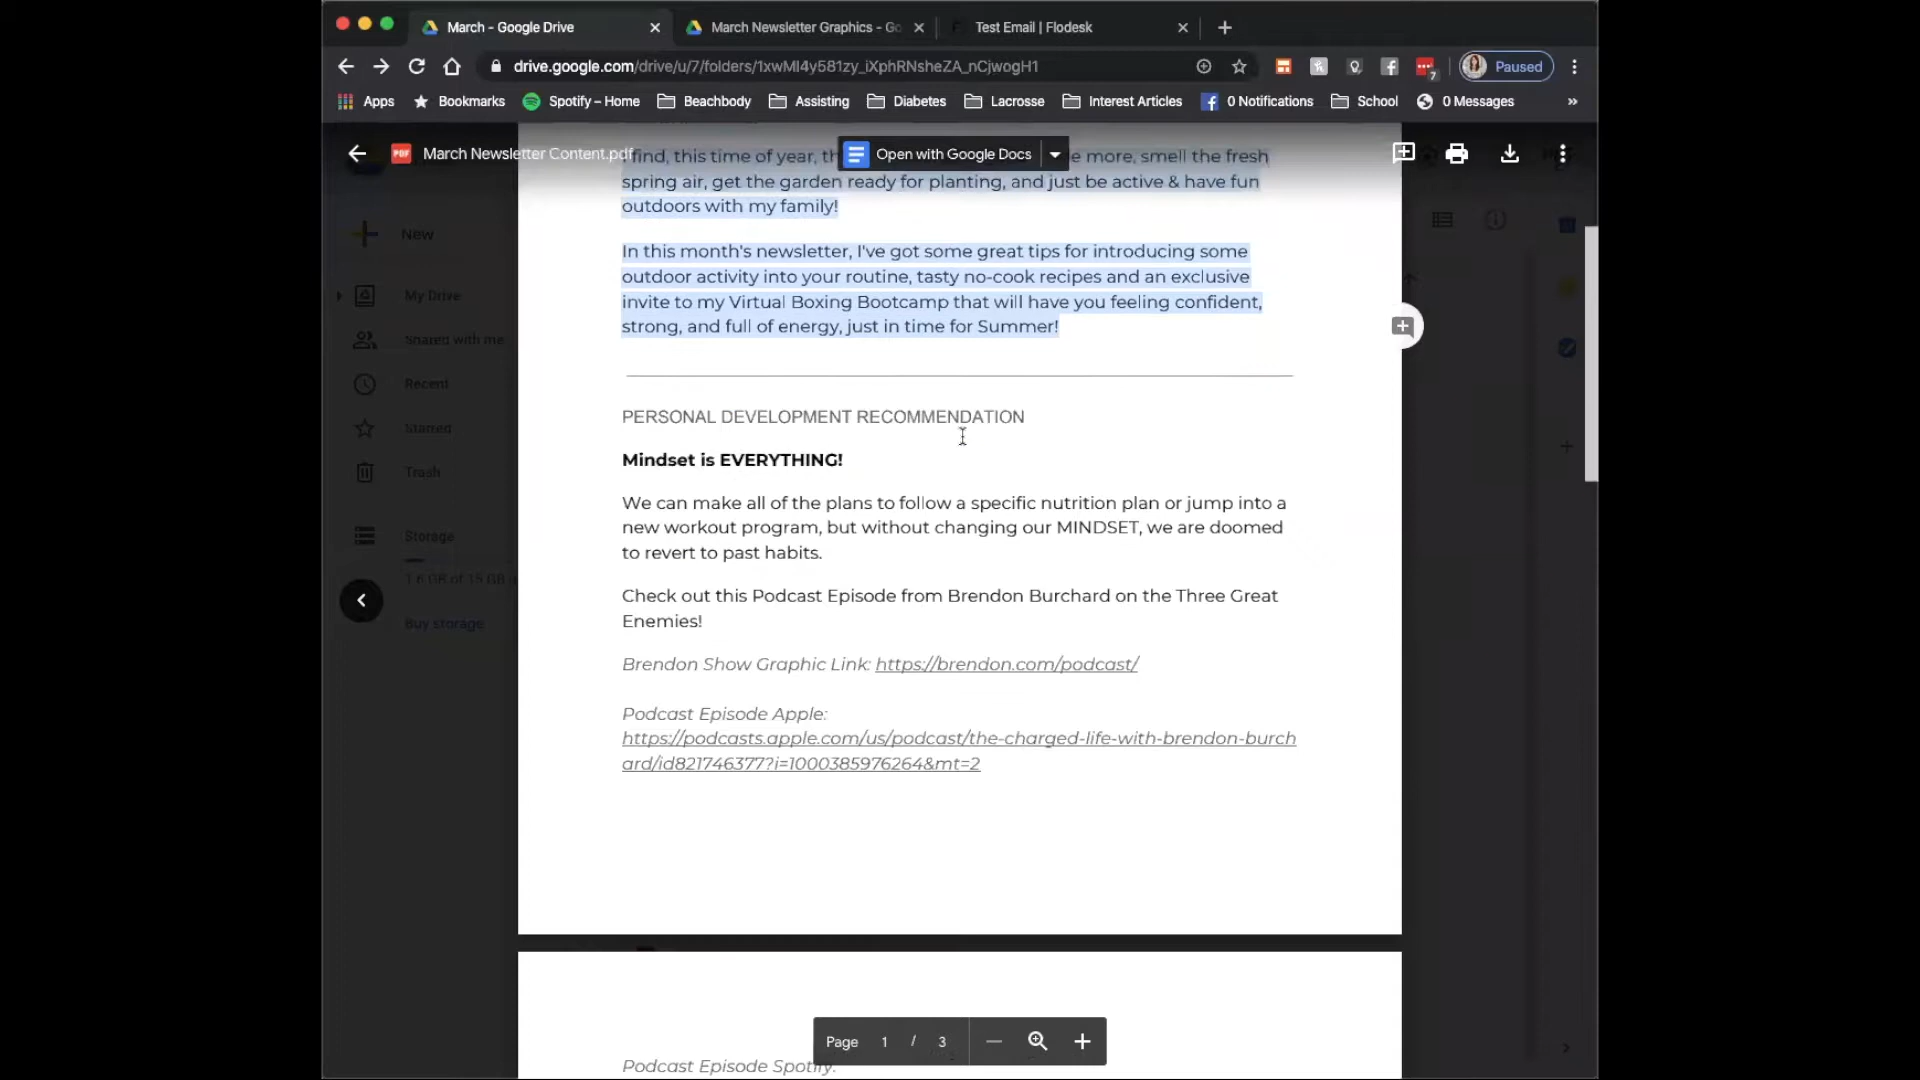 March - Google Drive
March Newsletter Graphics - Go
Test Email | Flodesk
drive.google.com/drive/u/7/folders/1xwMI4y581zy_iXphRNsheZA_nCjwogH1
7
Paused
Apps
Bookmarks
Spotify – Home
Beachbody
Assisting
Diabetes
Lacrosse
Interest Articles
0 Notifications
School
0 Messages
»
PDF
March Newsletter Content.pdf
Open with Google Docs
find, this time of year, th
e more, smell the fresh
spring air, get the garden ready for planting, and just be active & have fun
outdoors with my family!
In this month's newsletter, I've got some great tips for introducing some
outdoor activity into your routine, tasty no-cook recipes and an exclusive
invite to my Virtual Boxing Bootcamp that will have you feeling confident,
strong, and full of energy, just in time for Summer!
New
My Drive
Shared with me
Recent
Starred
Trash
Storage
1.6 GB of 15 GB
Buy storage
PERSONAL DEVELOPMENT RECOMMENDATION
Mindset is EVERYTHING!
We can make all of the plans to follow a specific nutrition plan or jump into a
new workout program, but without changing our MINDSET, we are doomed
to revert to past habits.
Check out this Podcast Episode from Brendon Burchard on the Three Great
Enemies!
Brendon Show Graphic Link: https://brendon.com/podcast/
Podcast Episode Apple:
https://podcasts.apple.com/us/podcast/the-charged-life-with-brendon-burch
ard/id821746377?i=1000385976264&mt=2
Page 1 / 3
Podcast Episode Spotify: